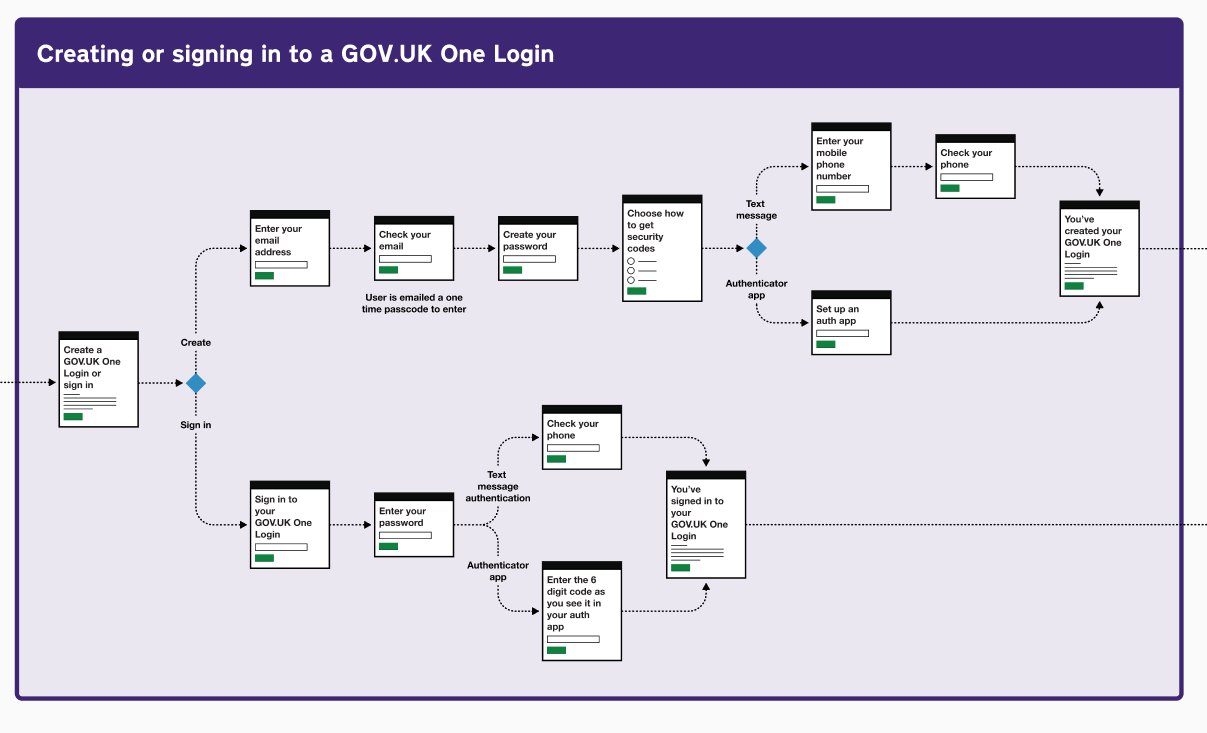 Creating or signing in to a GOV.UK One Login
Create a
GOV.UK One
Login or
sign in
Create
Sign in
Enter your
email
address
Check your
email
User is emailed a one
time passcode to enter
Create your
password
Choose how
to get
security
codes
Text
message
Authenticator
app
Enter your
mobile
phone
number
Check your
phone
Set up an
auth app
You've
created your
GOV.UK One
Login
Sign in to
your
GOV.UK One
Login
Enter your
password
Text
message
authentication
Authenticator
app
Check your
phone
Enter the 6
digit code as
you see it in
your auth
app
You've
signed in to
your
GOV.UK One
Login